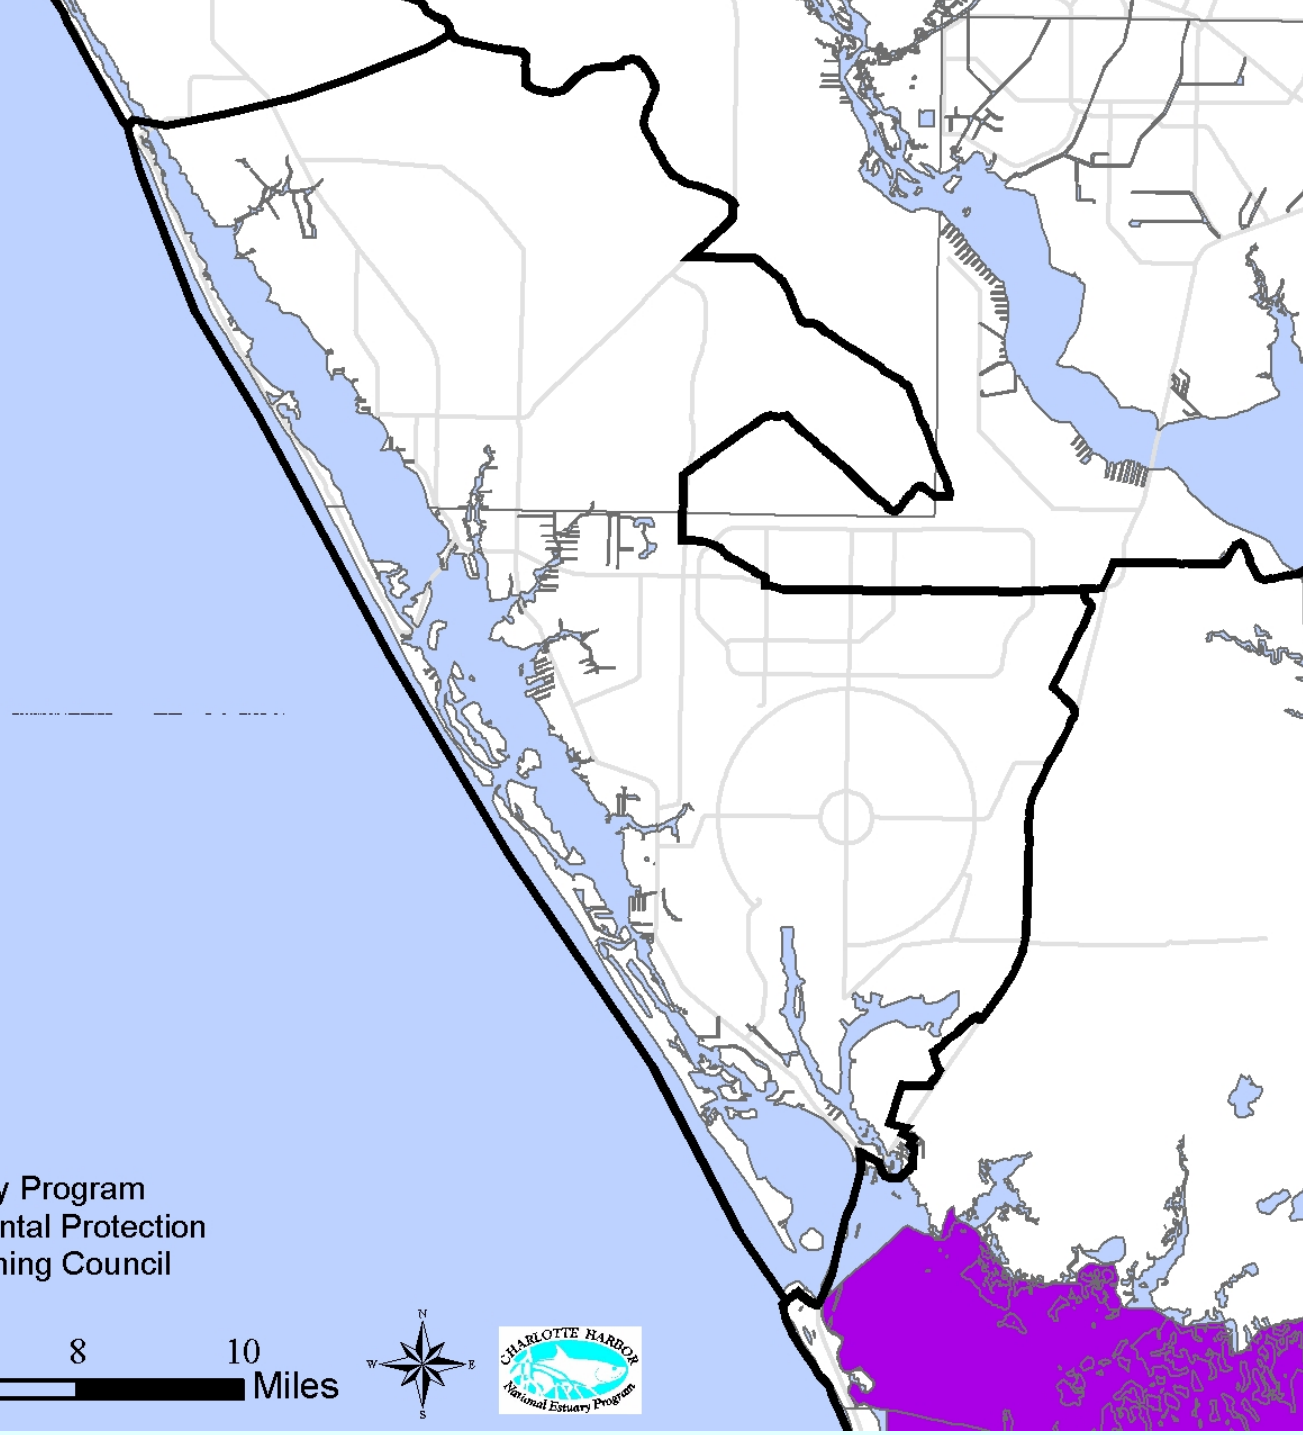 y Program
ntal Protection
ning Council
8 10
Miles
N
W E
S
CHARLOTTE HARBOR
National Estuary Program